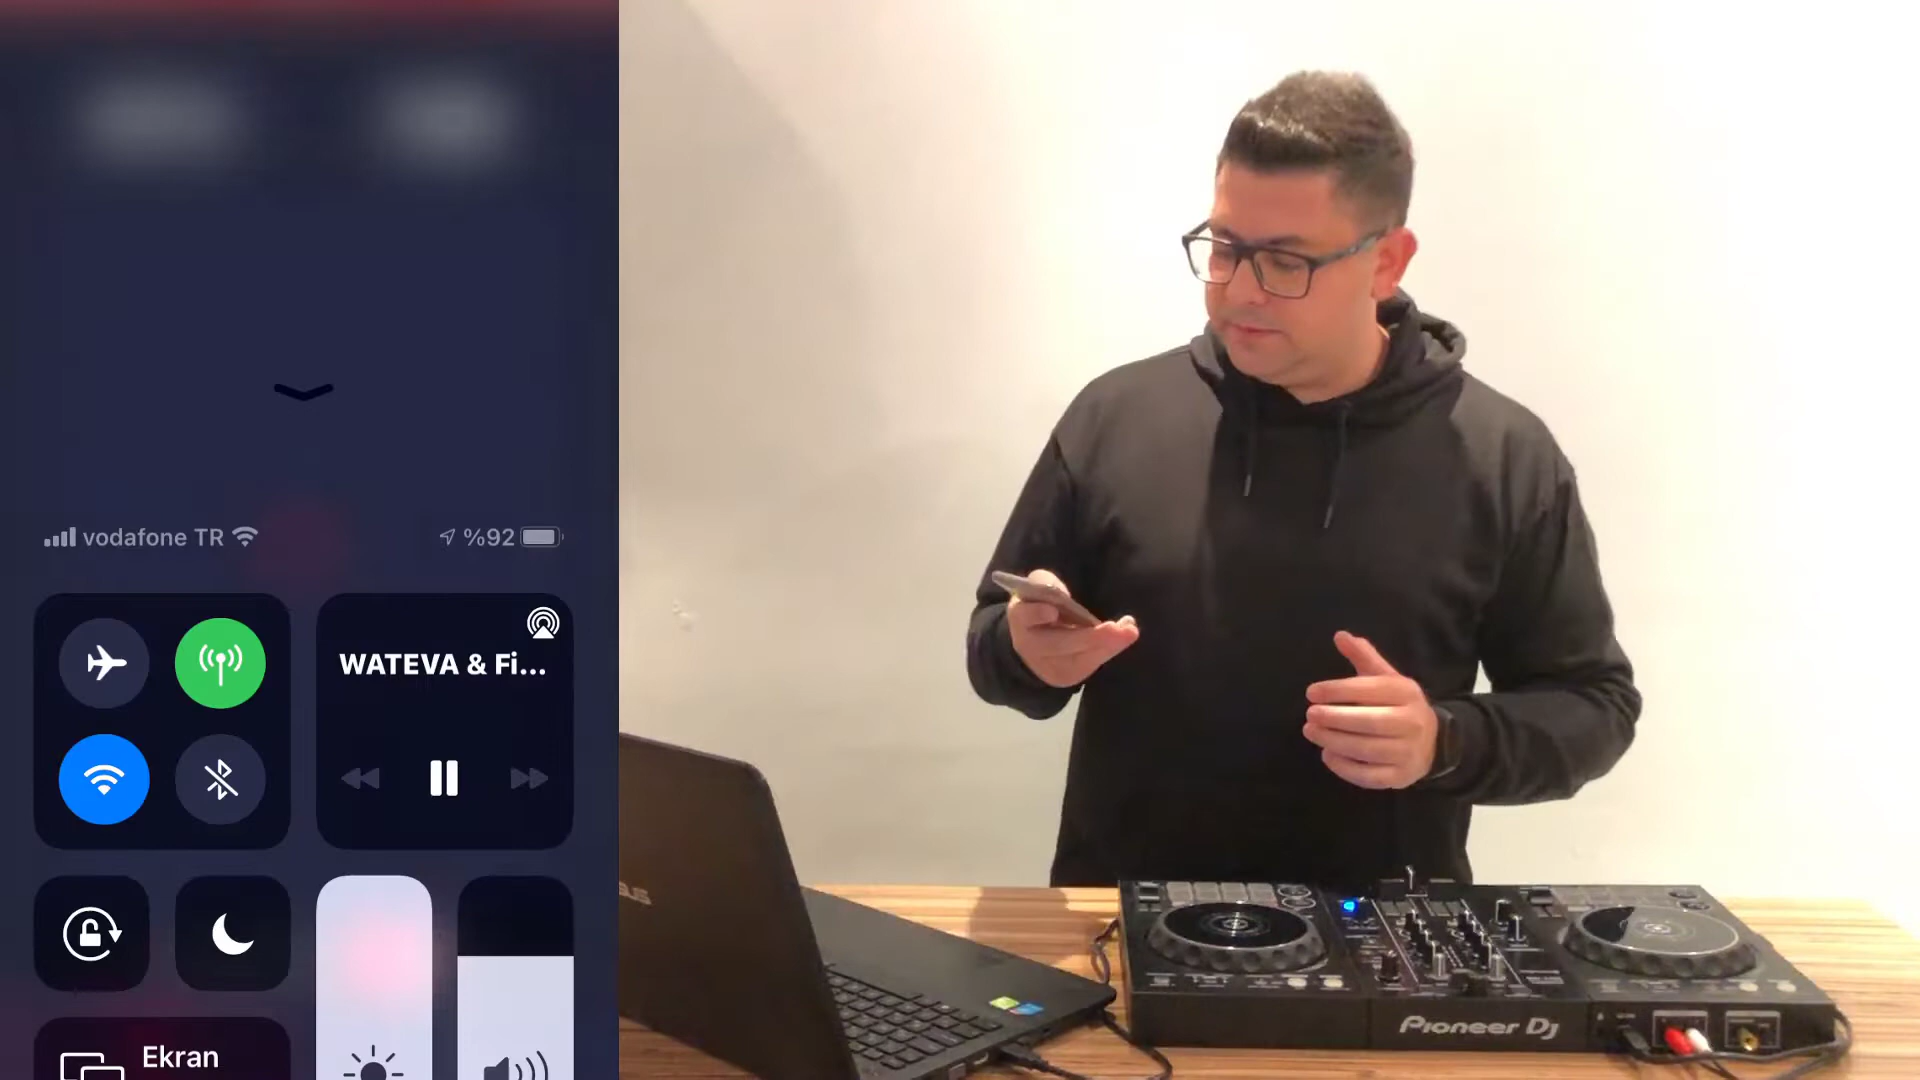 vodafone TR
%92
WATEVA & Fi...
Ekran
Pioneer Dj